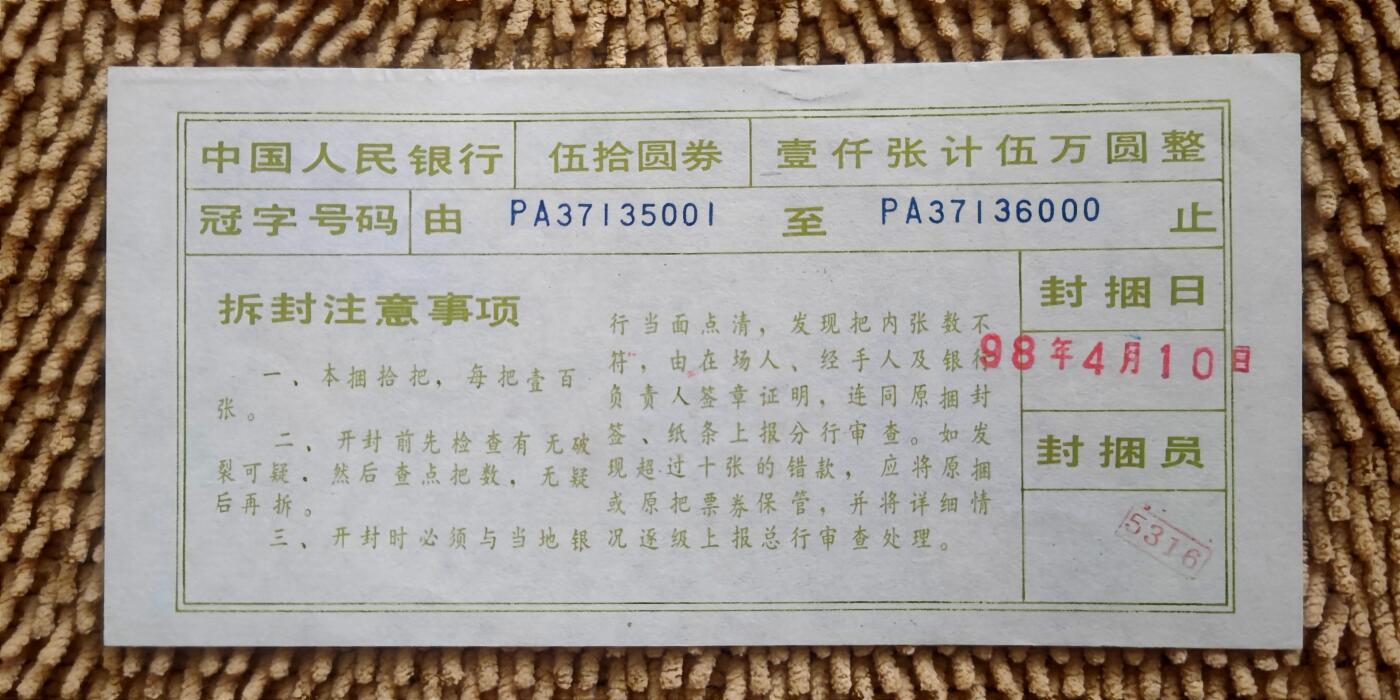 中国人民银行 伍拾圆券 壹仟张计伍万圆整
冠字号码 由 PA37135001 至 PA37136000 止
拆封注意事项
一、本捆拾把，每把壹百
张。
二、开封前先检查有无破
裂可疑．然后查点把数，无疑
后再拆。
三、开封时必须与当地银
行当面点清，发现把内张数不
符，由在场人、经手人及银行
负责人签章证明，连同原捆封
签、纸条上报分行审查。如发
现超过十张的错款，应将原捆
或原把票券保管，并将详细情
况逐级上报总行审查处理。
封捆日
98年4月10日
封捆员
5316